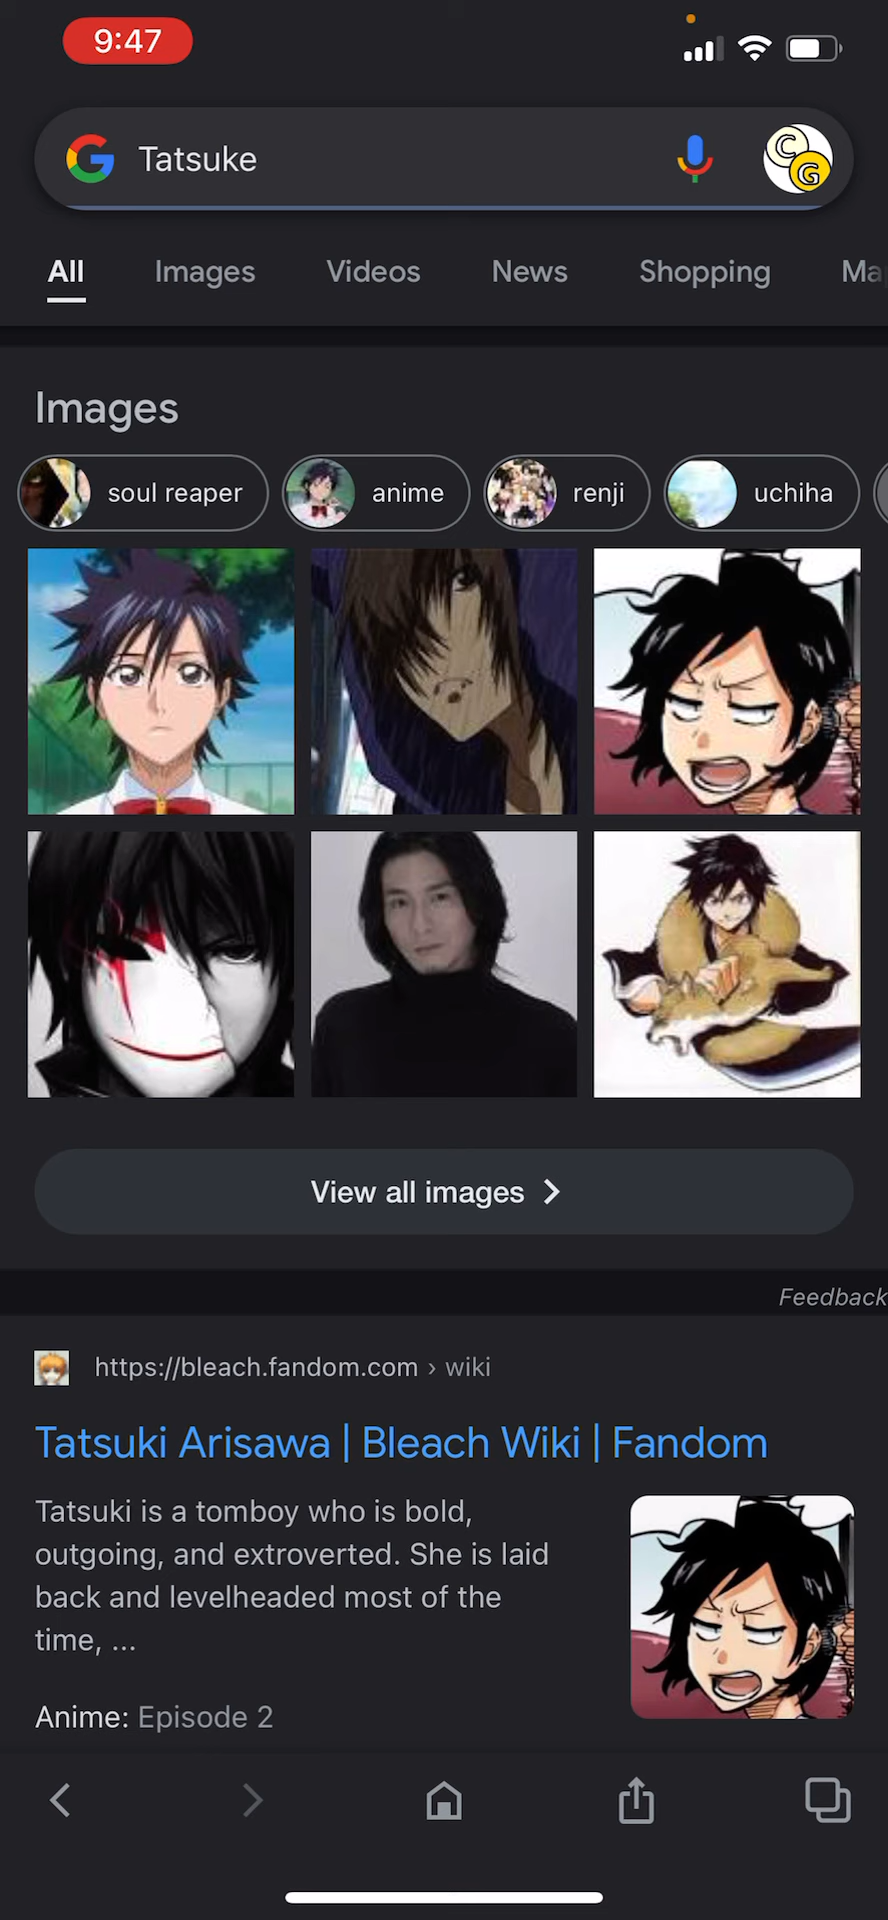 9:47
Tatsuke
All Images Videos News Shopping Ma
Images
soul reaper anime renji uchiha
View all images
Feedback
https://bleach.fandom.com › wiki
Tatsuki Arisawa | Bleach Wiki | Fandom
Tatsuki is a tomboy who is bold,
outgoing, and extroverted. She is laid
back and levelheaded most of the
time, ...
Anime: Episode 2